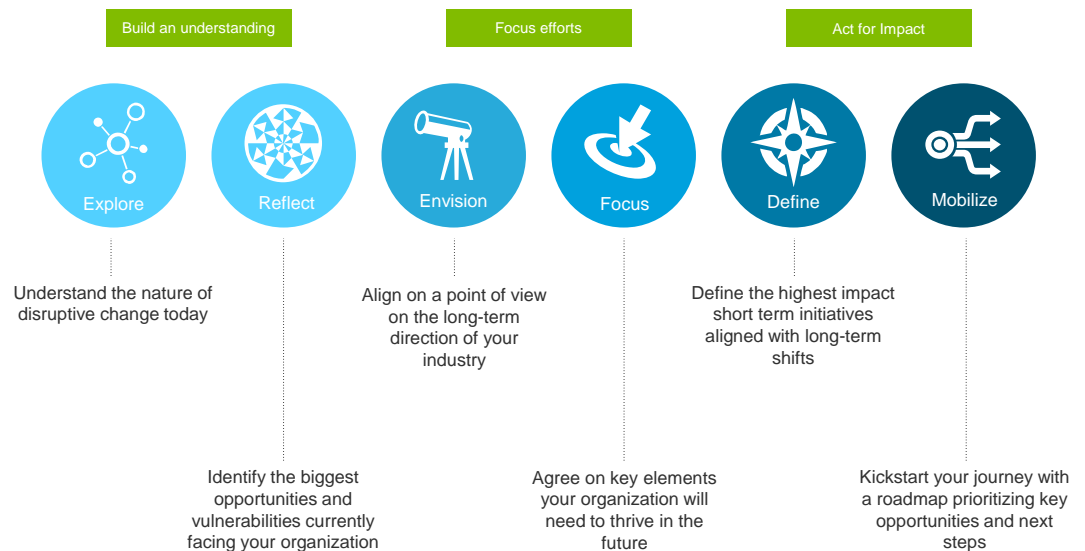 Build an understanding
Focus efforts
Act for Impact
Explore
Reflect
Envision
Focus
Define
Mobilize
Understand the nature of
disruptive change today
Align on a point of view
on the long-term
direction of your
industry
Define the highest impact
short term initiatives
aligned with long-term
shifts
Identify the biggest
opportunities and
vulnerabilities currently
facing your organization
Agree on key elements
your organization will
need to thrive in the
future
Kickstart your journey with
a roadmap prioritizing key
opportunities and next
steps